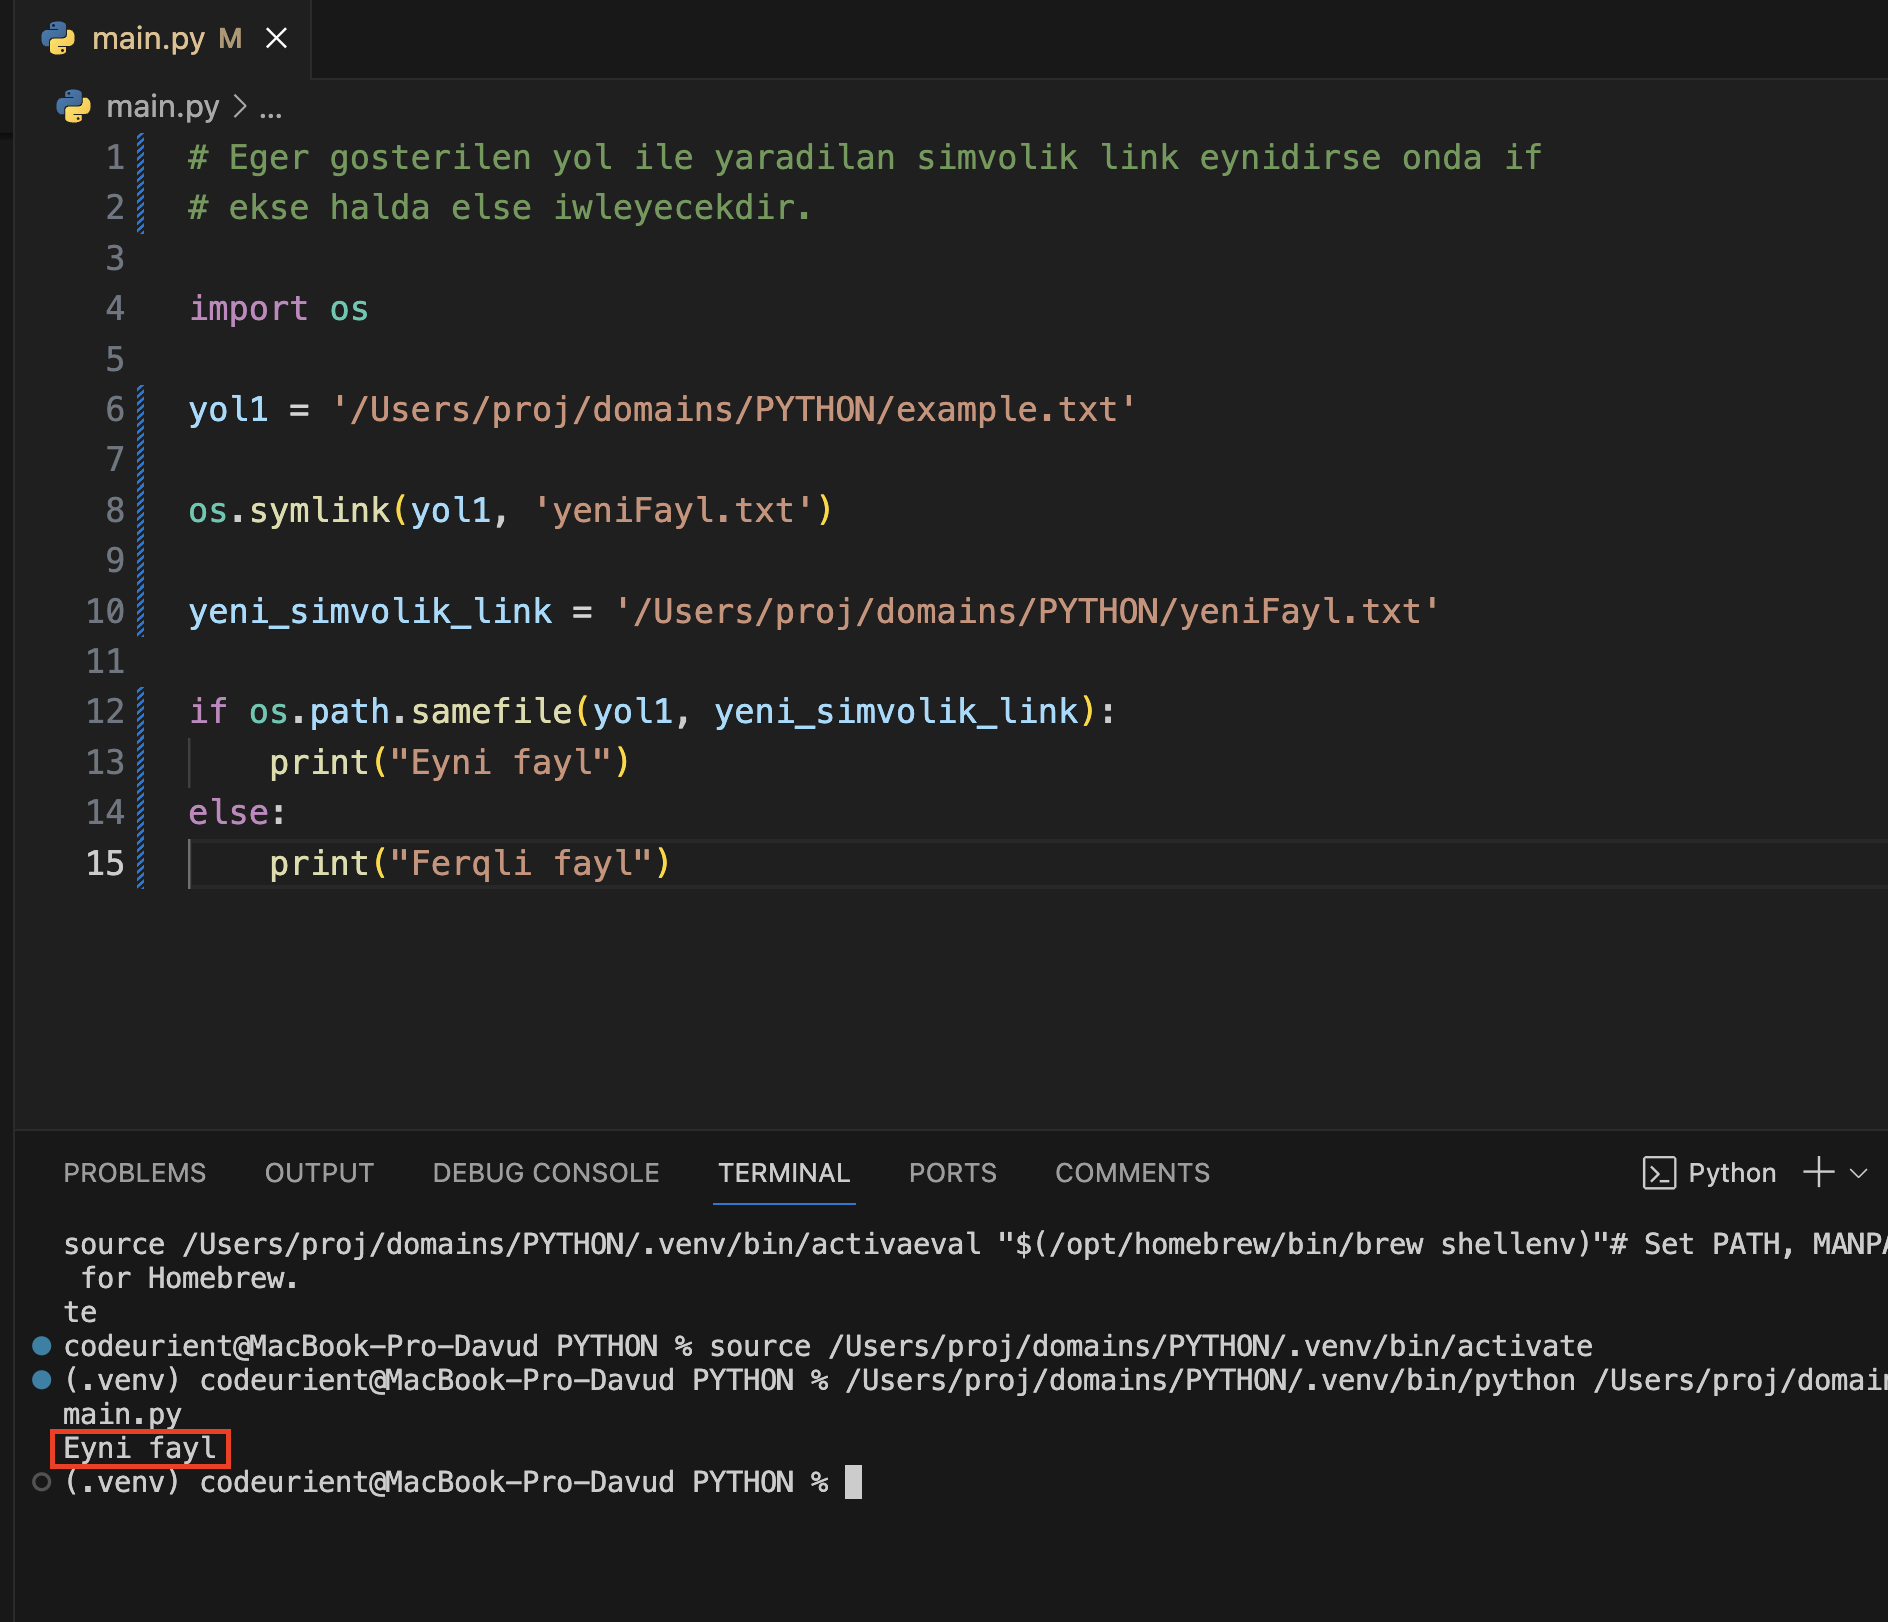 main.py M
main.py > ...
1 # Eger gosterilen yol ile yaradilan simvolik link eynidirse onda if
2 # ekse halda else iwleyecekdir.
3
4 import os
5
6 yol1 = '/Users/proj/domains/PYTHON/example.txt'
7
8 os.symlink(yol1, 'yeniFayl.txt')
9
10 yeni_simvolik_link = '/Users/proj/domains/PYTHON/yeniFayl.txt'
11
12 if os.path.samefile(yol1, yeni_simvolik_link):
13     print("Eyni fayl")
14 else:
15     print("Ferqli fayl")
PROBLEMS OUTPUT DEBUG CONSOLE TERMINAL PORTS COMMENTS Python
source /Users/proj/domains/PYTHON/.venv/bin/activaeval "$(/opt/homebrew/bin/brew shellenv)"# Set PATH,
for Homebrew.
te
codeurient@MacBook-Pro-Davud PYTHON % source /Users/proj/domains/PYTHON/.venv/bin/activate
(.venv) codeurient@MacBook-Pro-Davud PYTHON % /Users/proj/domains/PYTHON/.venv/bin/python /Users/proj/domain
main.py
Eyni fayl
(.venv) codeurient@MacBook-Pro-Davud PYTHON %